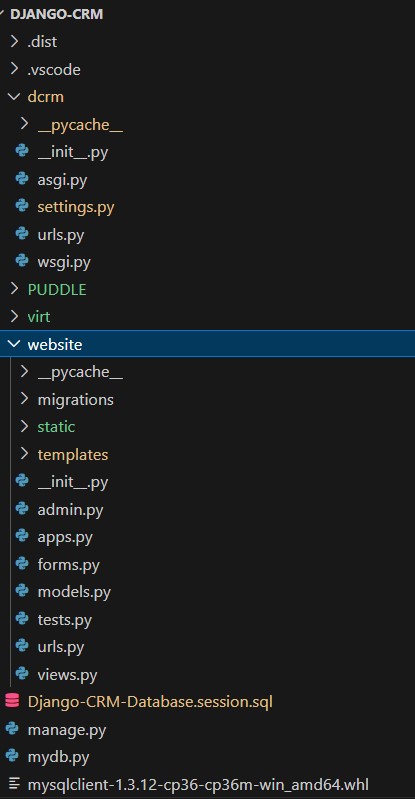 DJANGO-CRM
.dist
.vscode
dcrm
__pycache__
__init__.py
asgi.py
settings.py
urls.py
wsgi.py
PUDDLE
virt
website
__pycache__
migrations
static
templates
__init__.py
admin.py
apps.py
forms.py
models.py
tests.py
urls.py
views.py
Django-CRM-Database.session.sql
manage.py
mydb.py
mysqlclient-1.3.12-cp36-cp36m-win_amd64.whl